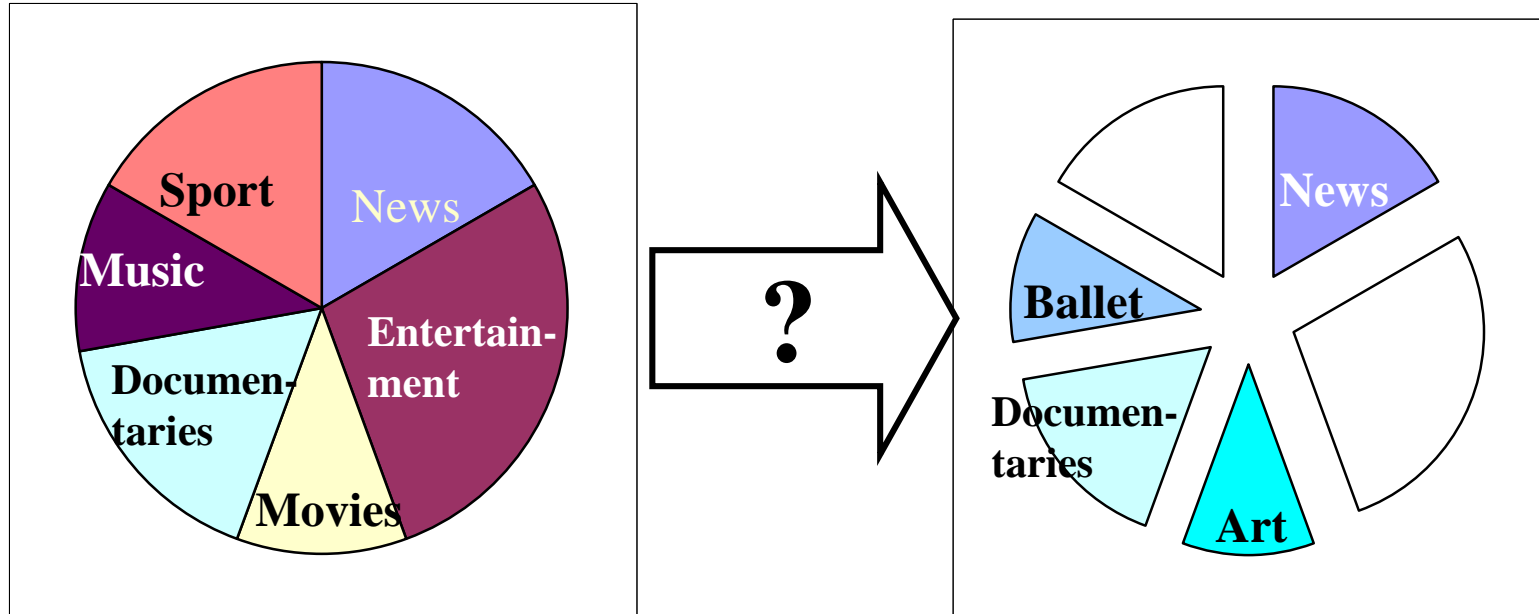 Sport
News
Music
Entertain-
ment
Documen-
taries
Movies
?
News
Ballet
Documen-
taries
Art